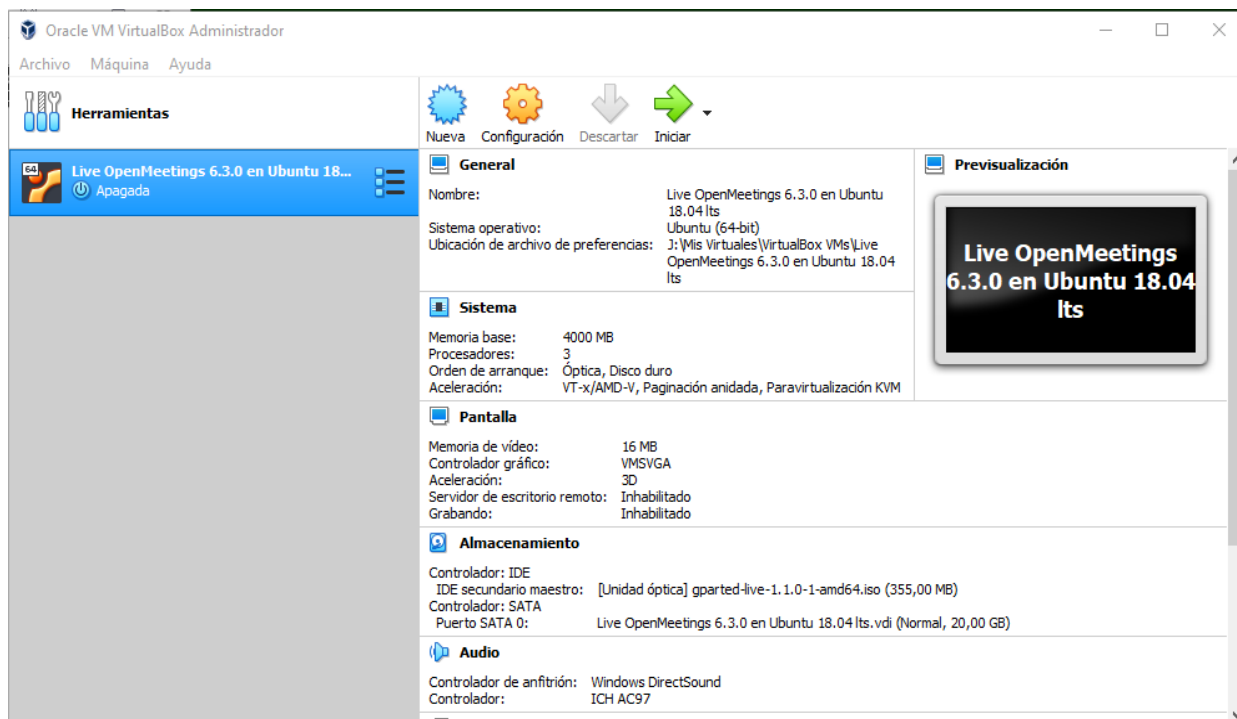 Oracle VM VirtualBox Administrador
Archivo Máquina Ayuda
Herramientas
Nueva Configuración Descartar Iniciar
64
Live OpenMeetings 6.3.0 en Ubuntu 18...
Apagada
General
Nombre: Live OpenMeetings 6.3.0 en Ubuntu
18.04 lts
Sistema operativo: Ubuntu (64-bit)
Ubicación de archivo de preferencias: J:\Mis Virtuales\VirtualBox VMs\Live
OpenMeetings 6.3.0 en Ubuntu 18.04
lts
Previsualización
Live OpenMeetings
6.3.0 en Ubuntu 18.04
lts
Sistema
Memoria base: 4000 MB
Procesadores: 3
Orden de arranque: Óptica, Disco duro
Aceleración: VT-x/AMD-V, Paginación anidada, Paravirtualización KVM
Pantalla
Memoria de vídeo: 16 MB
Controlador gráfico: VMSVGA
Aceleración: 3D
Servidor de escritorio remoto: Inhabilitado
Grabando: Inhabilitado
Almacenamiento
Controlador: IDE
IDE secundario maestro: [Unidad óptica] gparted-live-1.1.0-1-amd64.iso (355,00 MB)
Controlador: SATA
Puerto SATA 0: Live OpenMeetings 6.3.0 en Ubuntu 18.04 lts.vdi (Normal, 20,00 GB)
Audio
Controlador de anfitrión: Windows DirectSound
Controlador: ICH AC97